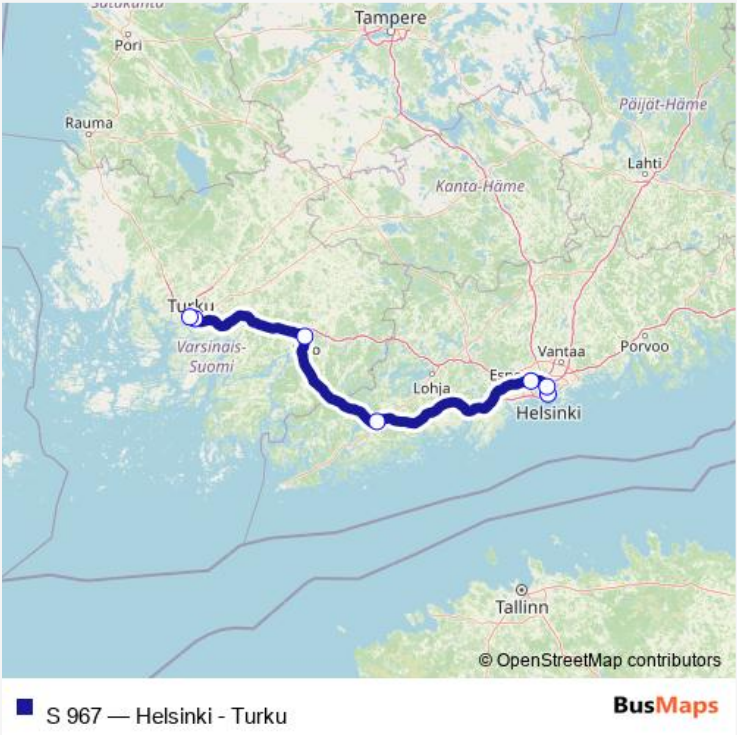 Satakunta
Tampere
Pori
Päijät-Häme
Rauma
Lahti
Kanta-Häme
Turku
Varsinais-
Suomi
Vantaa
Porvoo
Lohja
Helsinki
Tallinn
© OpenStreetMap contributors
S 967 — Helsinki - Turku
BusMaps